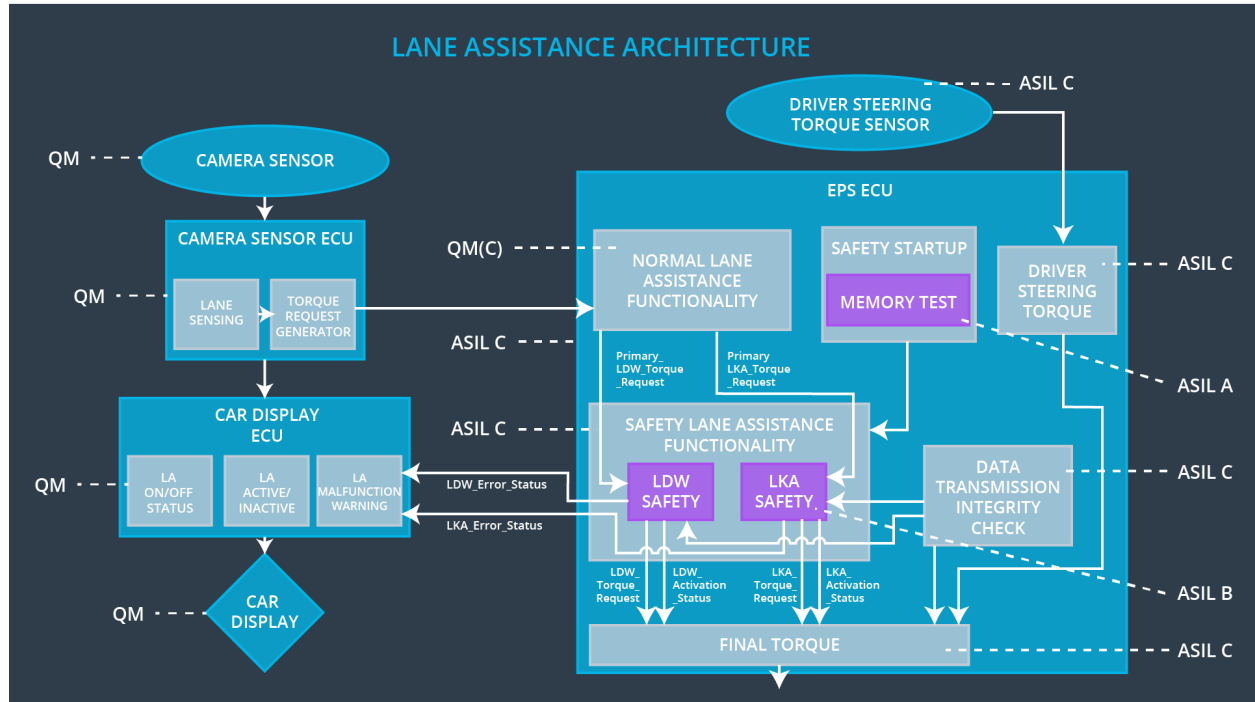 LANE ASSISTANCE ARCHITECTURE
ASIL C
DRIVER STEERING
TORQUE SENSOR
QM
CAMERA SENSOR
EPS ECU
CAMERA SENSOR ECU
QM
LANE
SENSING
TORQUE
REQUEST
GENERATOR
QM(C)
NORMAL LANE
ASSISTANCE
FUNCTIONALITY
SAFETY STARTUP
MEMORY TEST
DRIVER
STEERING
TORQUE
ASIL C
ASIL C
ASIL A
Primary_
LDW_Torque
_Request
Primary
LKA_Torque
_Request
CAR DISPLAY
ECU
QM
LA
ON/OFF
STATUS
LA
ACTIVE/
INACTIVE
LA
MALFUNCTION
WARNING
ASIL C
SAFETY LANE ASSISTANCE
FUNCTIONALITY
LDW
SAFETY
LKA
SAFETY
DATA
TRANSMISSION
INTEGRITY
CHECK
ASIL C
LDW_Error_Status
LKA_Error_Status
LDW_
Torque_
Request
LDW_
Activation
_Status
LKA_
Torque_
Request
LKA_
Activation
_Status
ASIL B
QM
CAR
DISPLAY
FINAL TORQUE
ASIL C